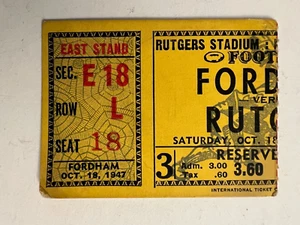 EAST STAND
SEC. E 18
ROW L
SEAT 18
FORDHAM
OCT. 18, 1947
RUTGERS STADIUM
FOOT
FORD
VER
RUTG
SATURDAY, OCT. 18
RESERVE
3
Adm. 3.00
Tax .60
3.60
INTERNATIONAL TICKET C